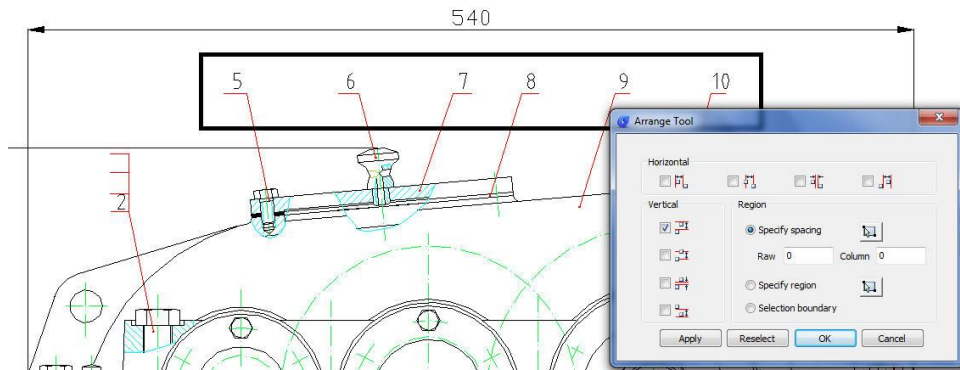 540
5 6 7 8 9 10
2
Arrange Tool
Horizontal
Vertical
Region
Specify spacing
Raw 0 Column 0
Specify region
Selection boundary
Apply Reselect OK Cancel